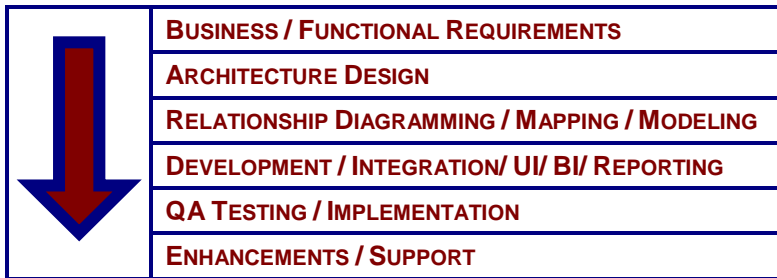 BUSINESS / FUNCTIONAL REQUIREMENTS
ARCHITECTURE DESIGN
RELATIONSHIP DIAGRAMMING / MAPPING / MODELING
DEVELOPMENT / INTEGRATION/ UI/ BI/ REPORTING
QA TESTING / IMPLEMENTATION
ENHANCEMENTS / SUPPORT